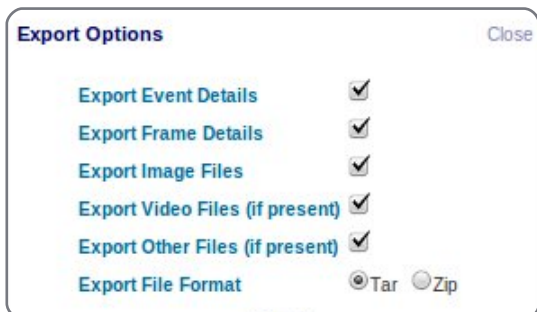 Export Options Close
Export Event Details
Export Frame Details
Export Image Files
Export Video Files (if present)
Export Other Files (if present)
Export File Format Tar Zip